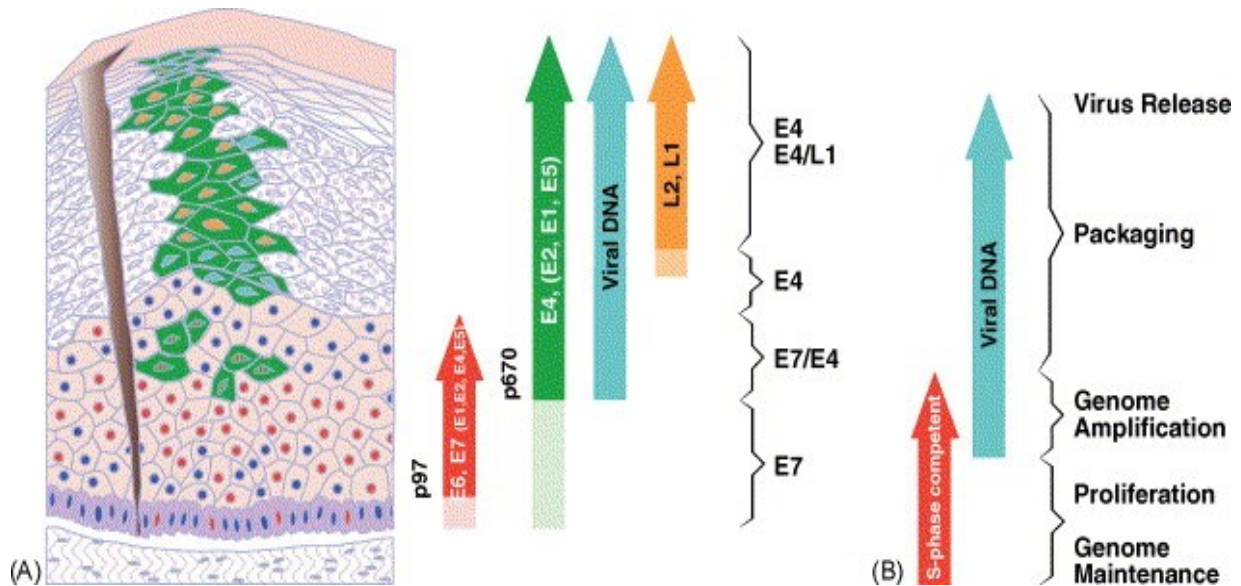 (A)
p97
E6, E7 (E1,E2, E4,E5)
p670
E4, (E2, E1, E5)
Viral DNA
L2, L1
E4
E4/L1
E4
E7/E4
E7
(B)
S-phase competent
Viral DNA
Virus Release
Packaging
Genome
Amplification
Proliferation
Genome
Maintenance